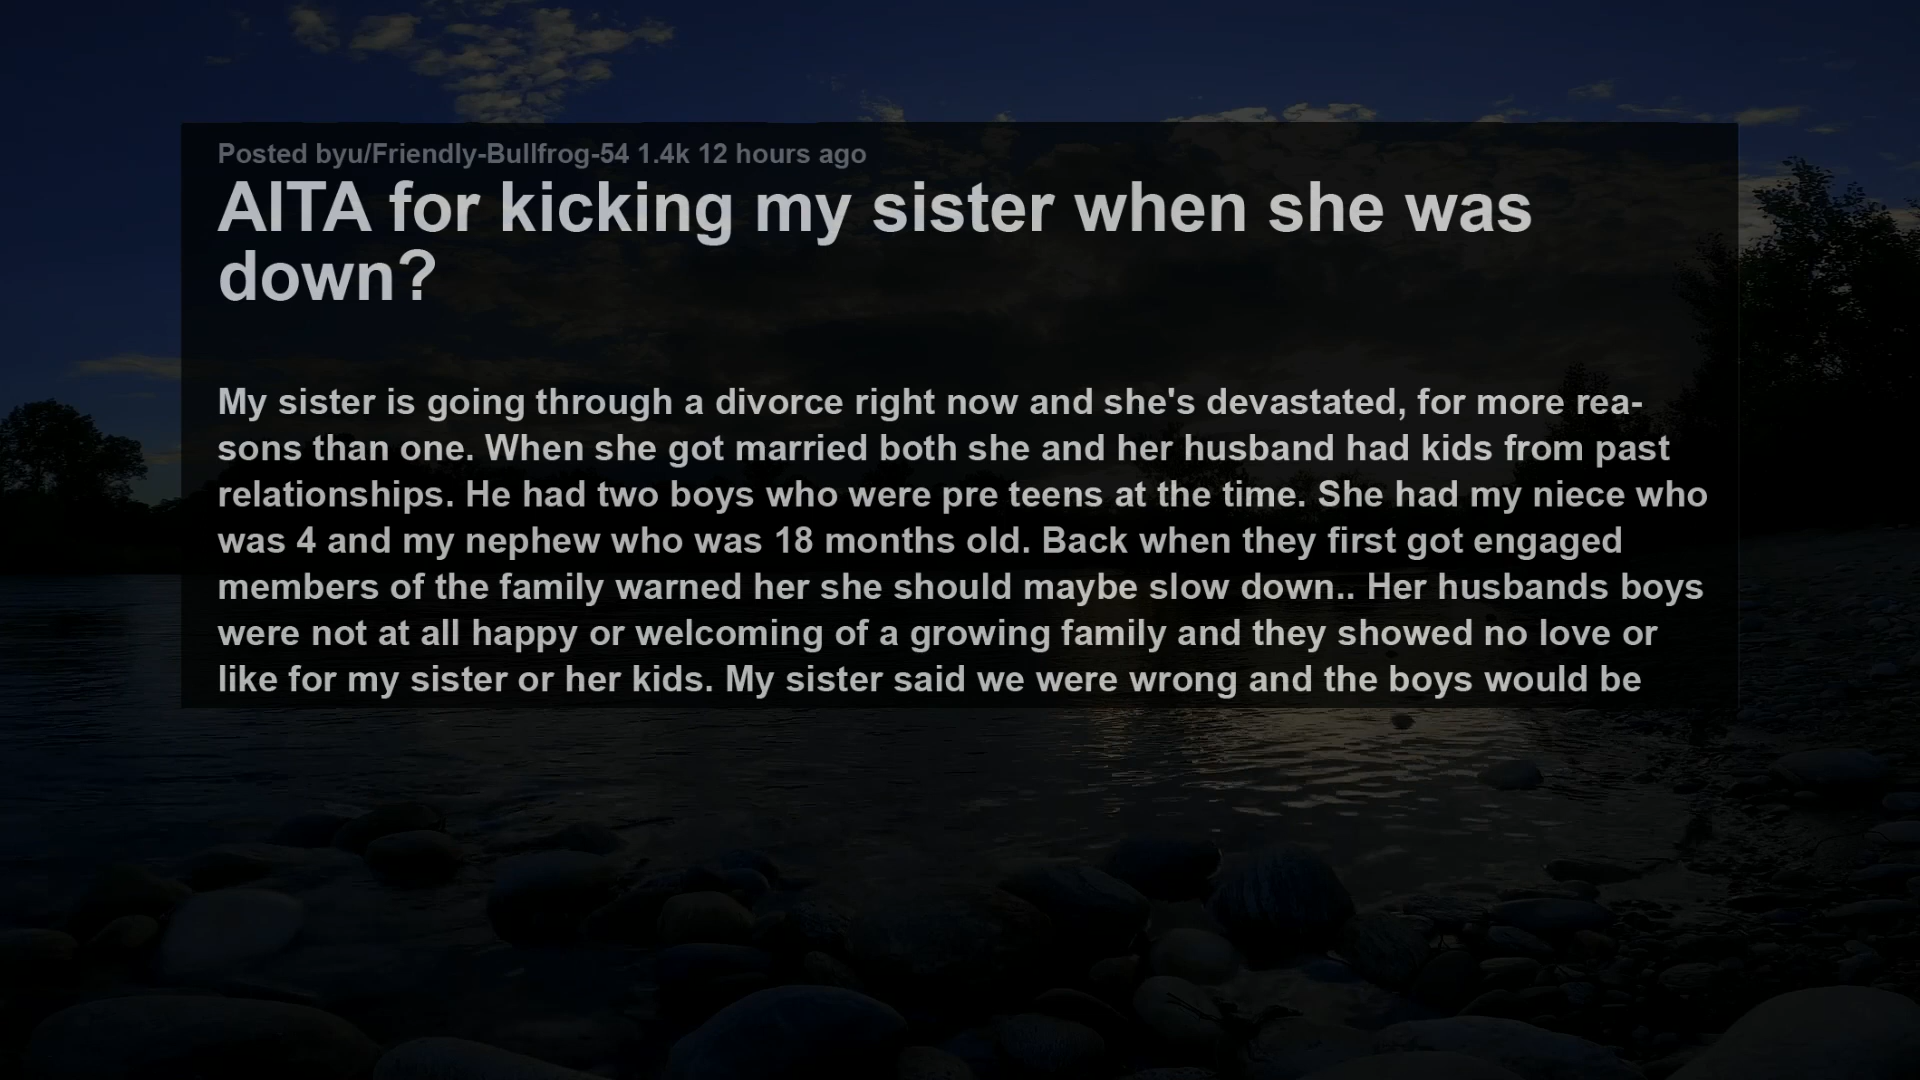 Posted byu/Friendly-Bullfrog-54 1.4k 12 hours ago
AITA for kicking my sister when she was
down?
My sister is going through a divorce right now and she's devastated, for more rea-
sons than one. When she got married both she and her husband had kids from past
relationships. He had two boys who were pre teens at the time. She had my niece who
was 4 and my nephew who was 18 months old. Back when they first got engaged
members of the family warned her she should maybe slow down.. Her husbands boys
were not at all happy or welcoming of a growing family and they showed no love or
like for my sister or her kids. My sister said we were wrong and the boys would be